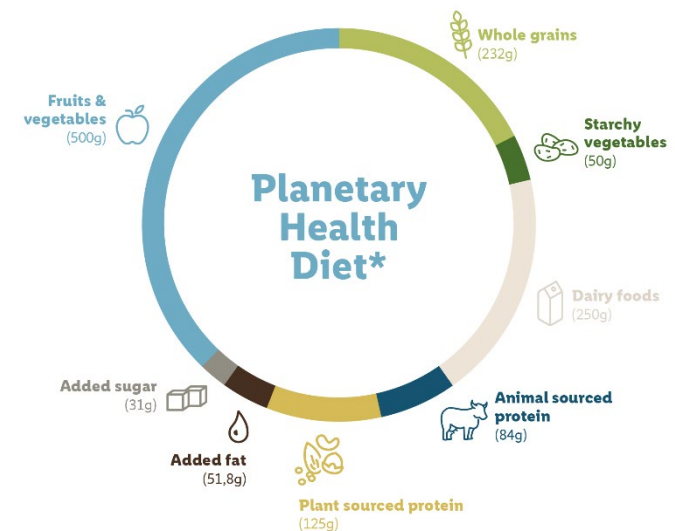 Planetary
Health
Diet*
Whole grains
(232g)
Starchy
vegetables
(50g)
Dairy foods
(250g)
Animal sourced
protein
(84g)
Plant sourced protein
(125g)
Added fat
(51,8g)
Added sugar
(31g)
Fruits &
vegetables
(500g)